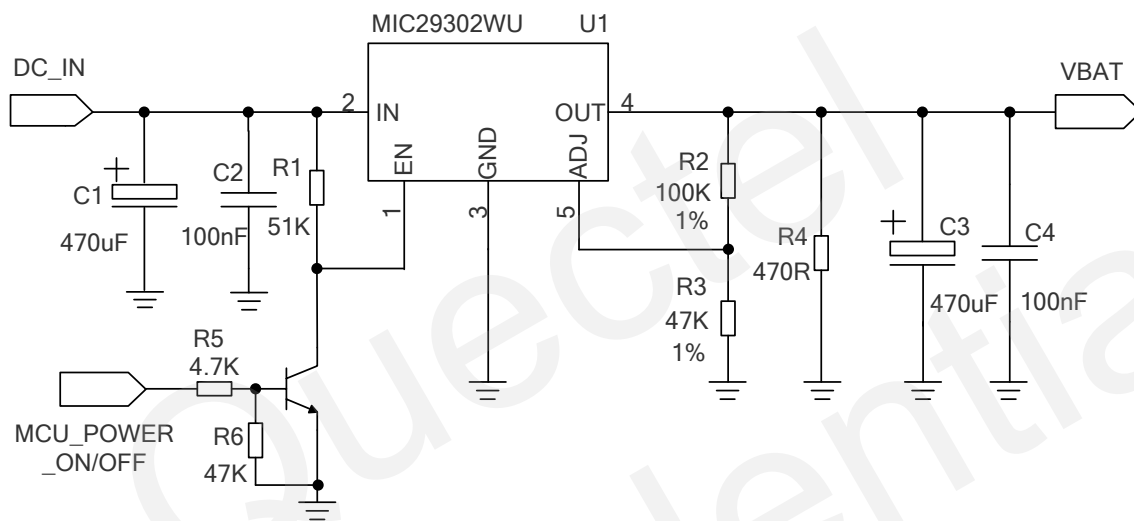 MIC29302WU U1
DC_IN
VBAT
2 IN
OUT 4
EN
GND
ADJ
1
3
5
C1
470uF
C2
100nF
R1
51K
R2
100K
1%
R3
47K
1%
R4
470R
C3
470uF
C4
100nF
R5
4.7K
MCU_POWER
_ON/OFF
R6
47K
+
+
Quectel